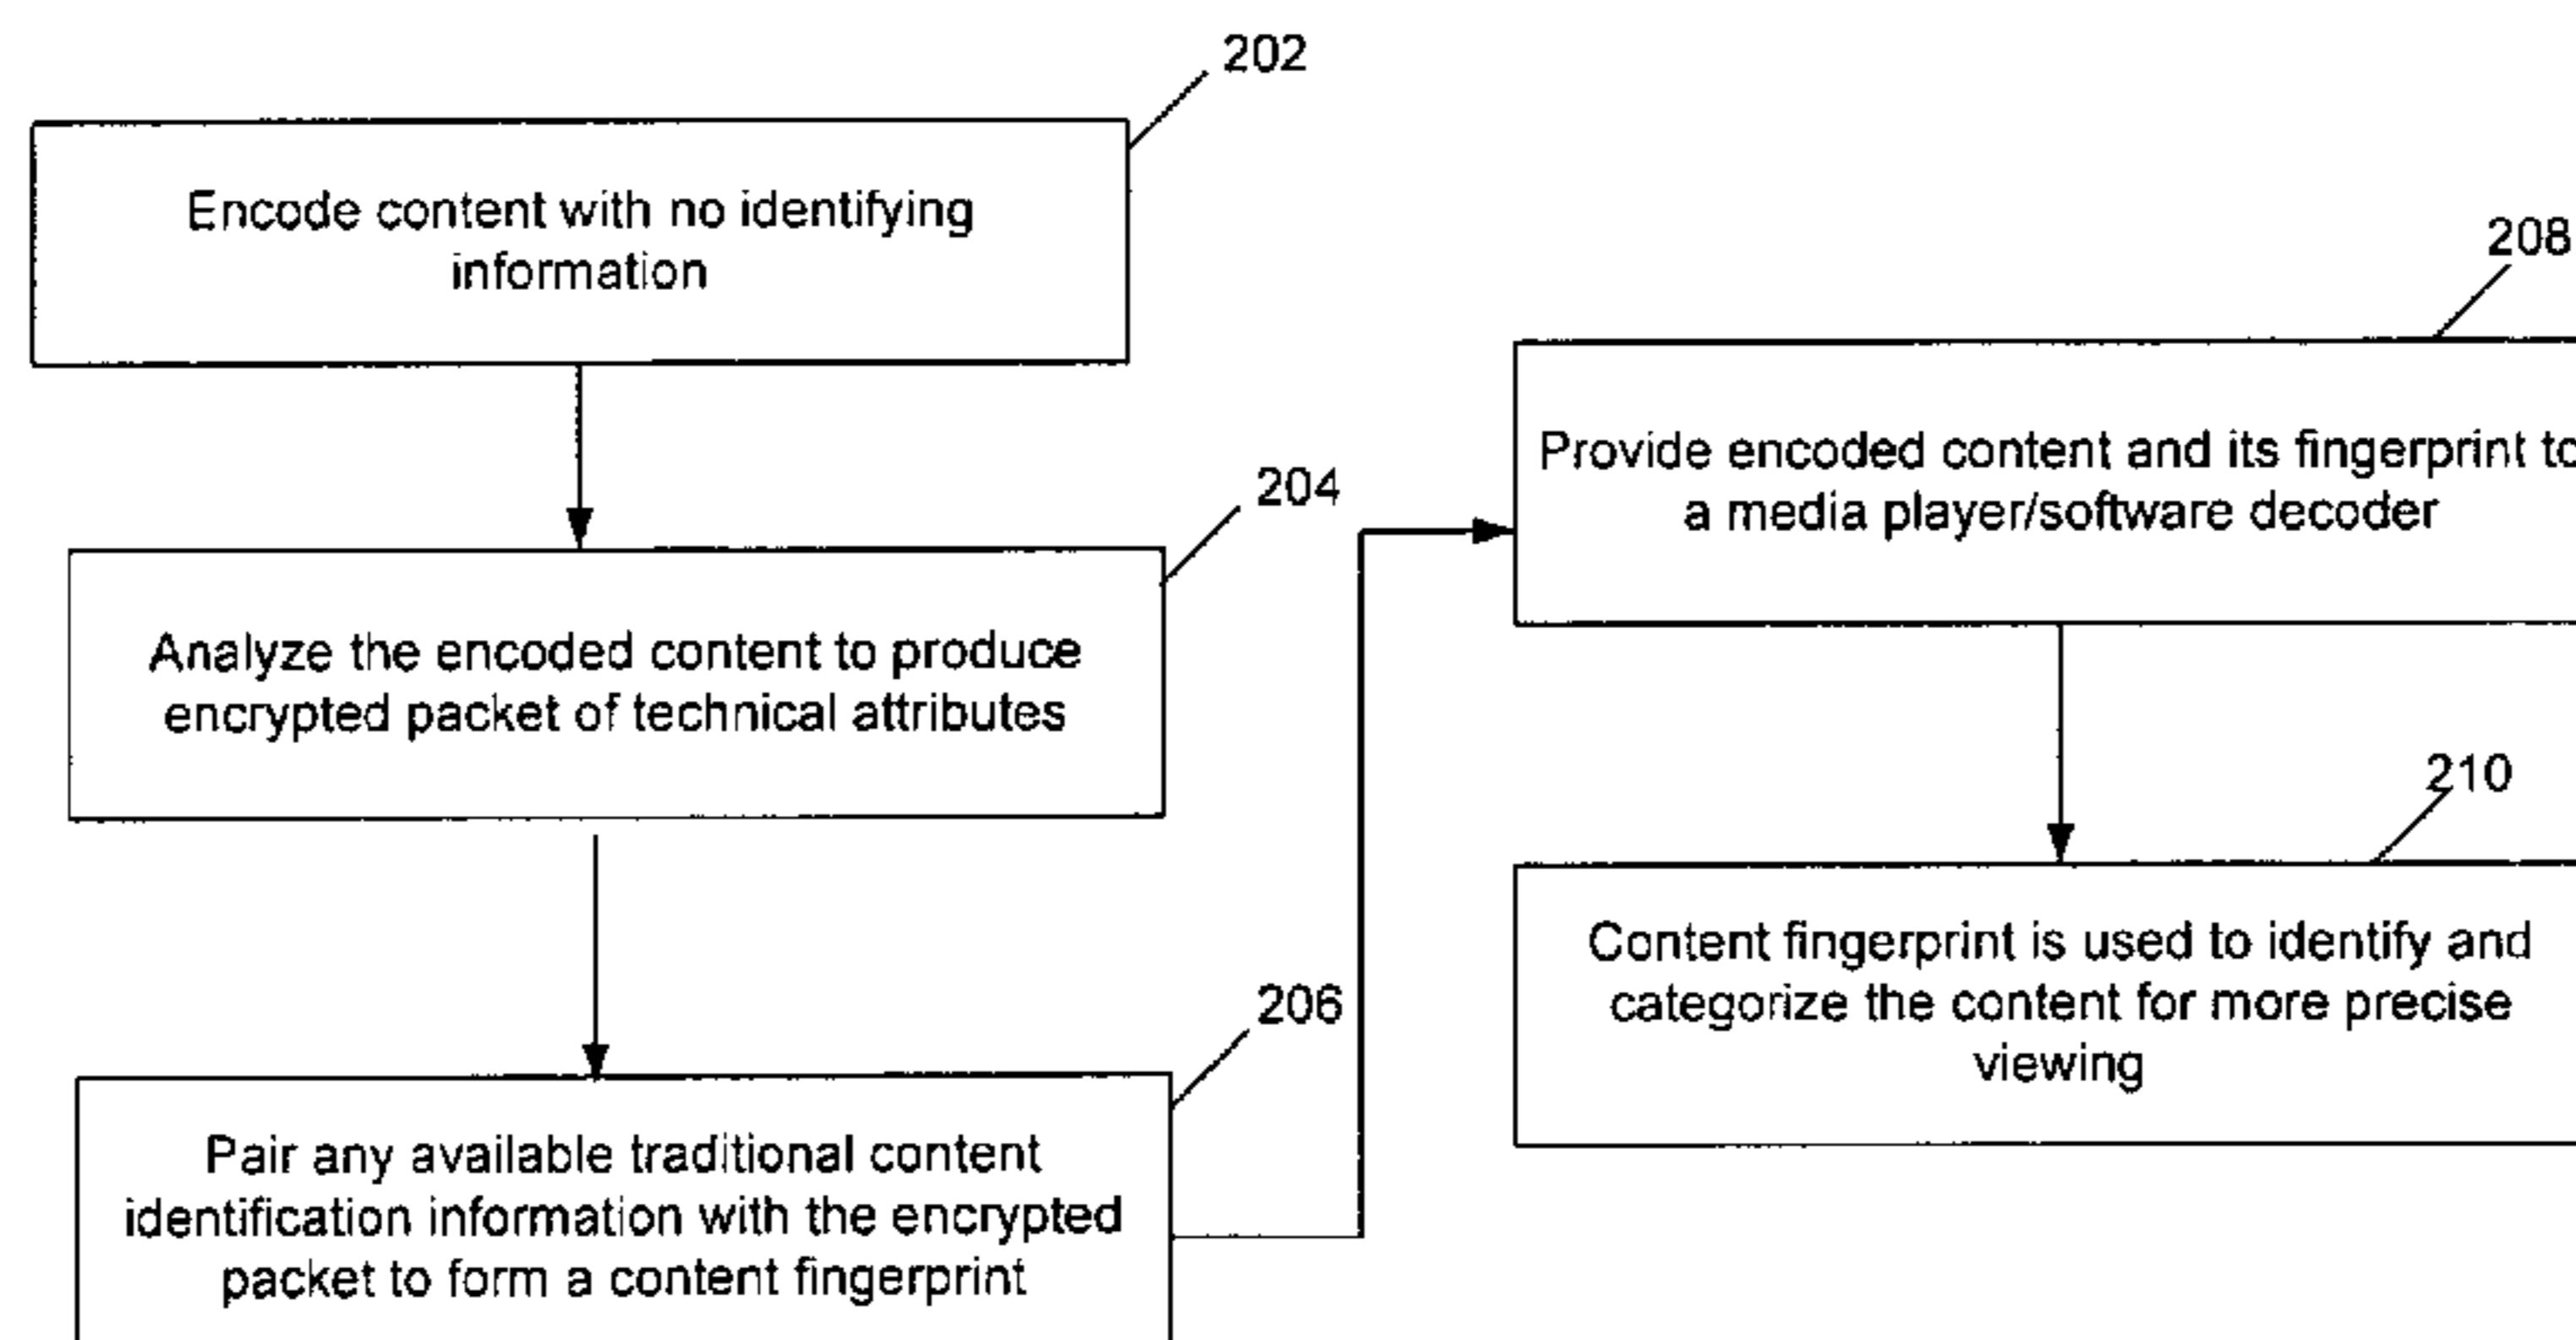 202
Encode content with no identifying
information
204
Analyze the encoded content to produce
encrypted packet of technical attributes
206
Pair any available traditional content
identification information with the encrypted
packet to form a content fingerprint
208
Provide encoded content and its fingerprint to
a media player/software decoder
210
Content fingerprint is used to identify and
categorize the content for more precise
viewing